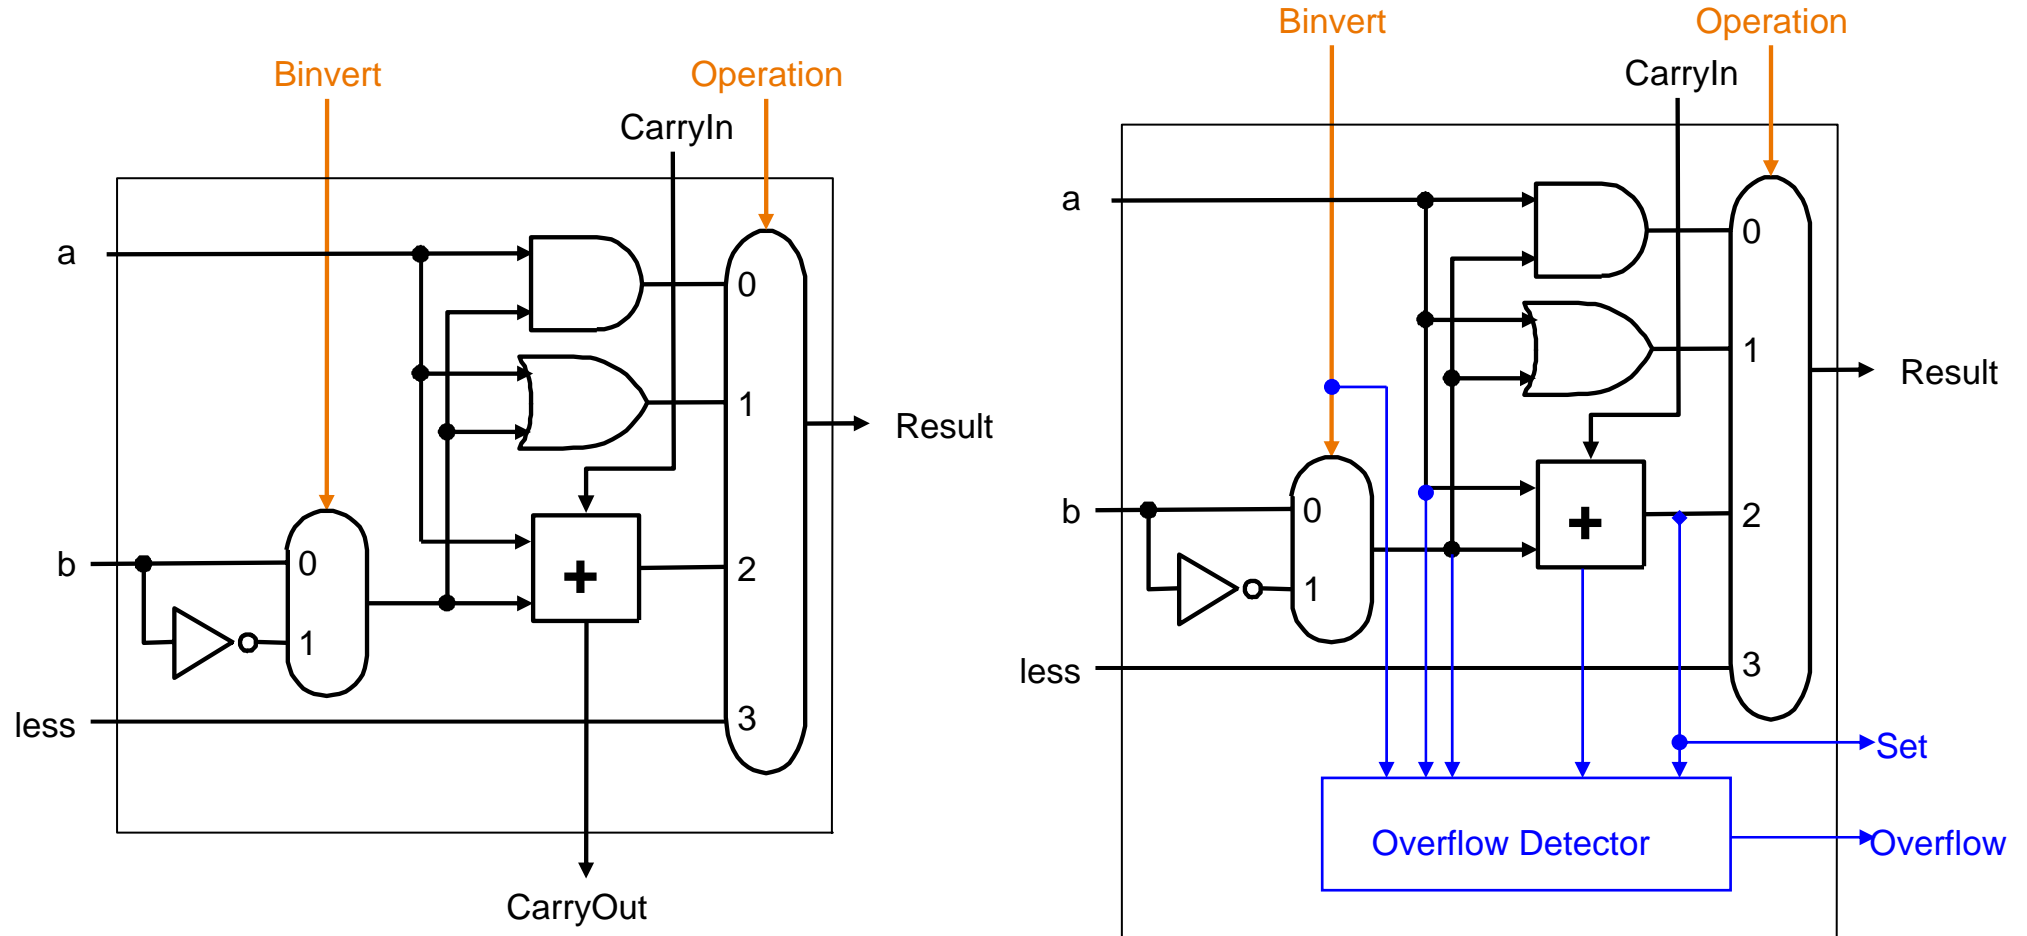 Binvert
Operation
CarryIn
a
0
1
Result
b
0
+
2
1
less
3
CarryOut
Binvert
Operation
CarryIn
a
0
1
Result
b
0
+
2
1
less
3
Set
Overflow Detector
Overflow